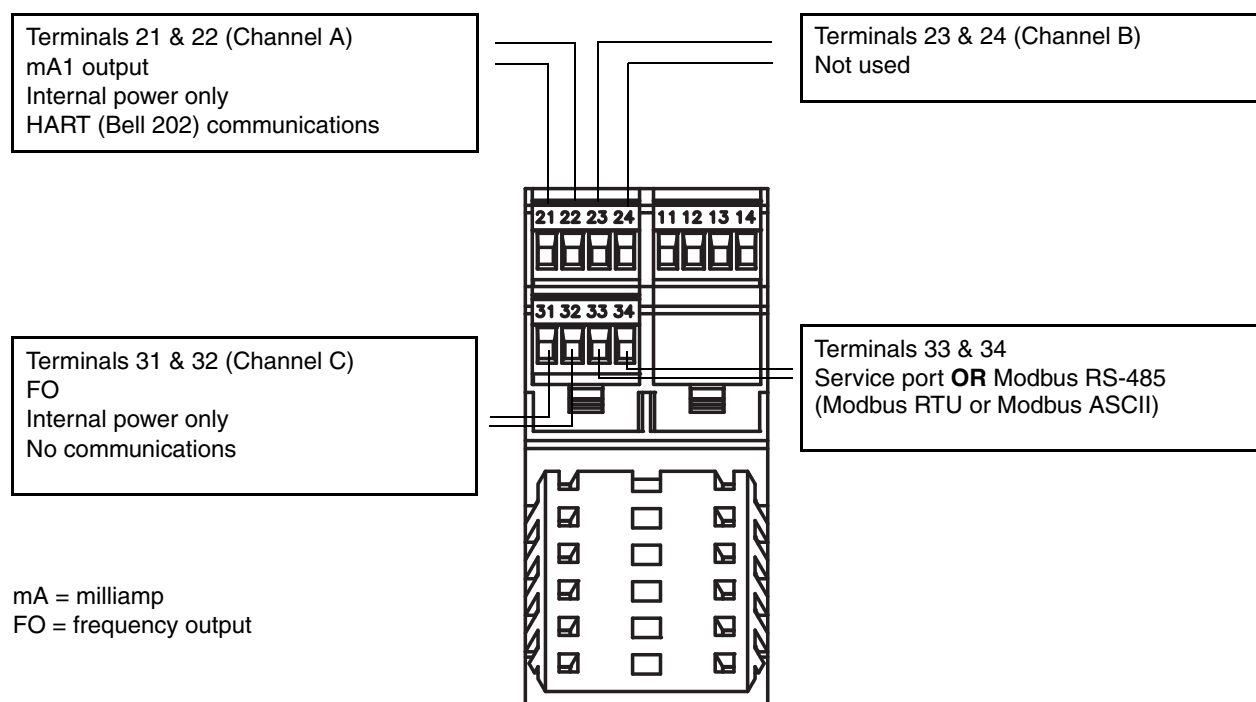 Terminals 21 & 22 (Channel A)
mA1 output
Internal power only
HART (Bell 202) communications
Terminals 23 & 24 (Channel B)
Not used
21 22 23 24
11 12 13 14
31 32 33 34
Terminals 31 & 32 (Channel C)
FO
Internal power only
No communications
Terminals 33 & 34
Service port OR Modbus RS-485
(Modbus RTU or Modbus ASCII)
mA = milliamp
FO = frequency output